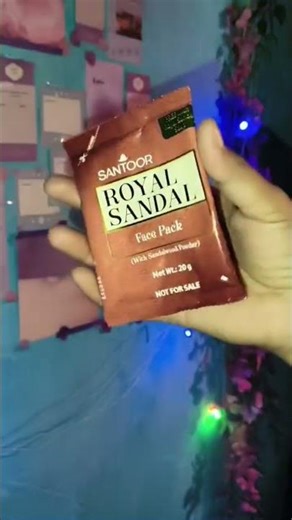 SANTOOR
ROYAL
SANDAL
Face Pack
(With Sandalwood Powder)
Net Wt.: 20 g
NOT FOR SALE